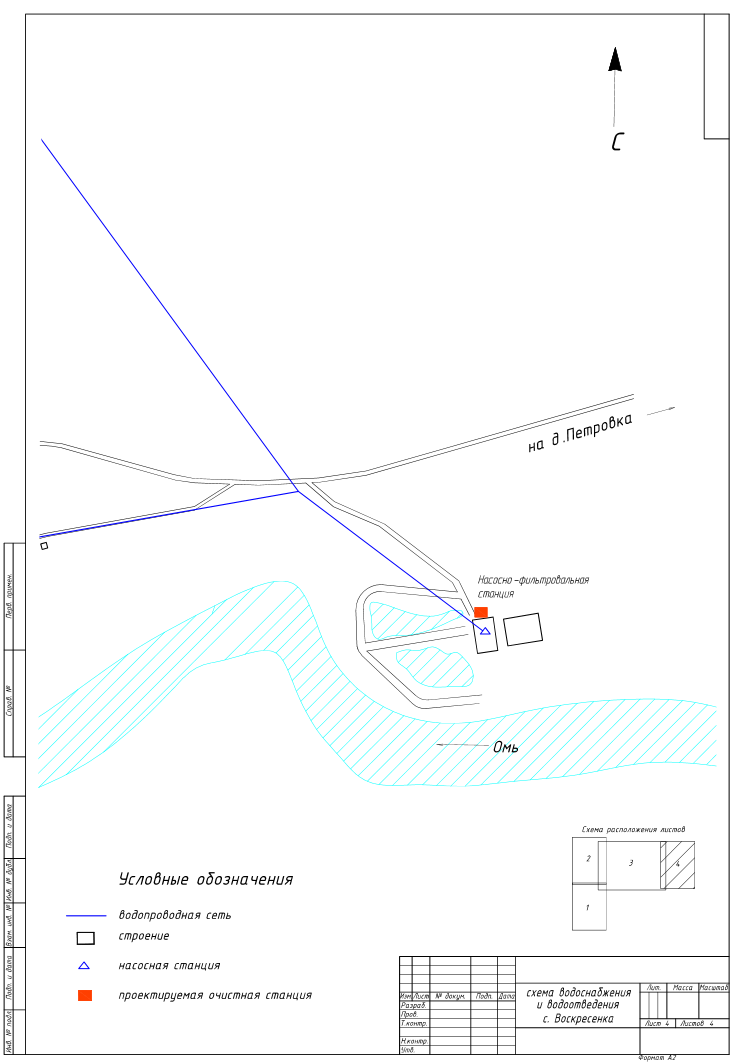 С
на д.Петровка
Насосно-фильтровальная
станция
Омь
Схема расположения листов
2
3
4
1
Условные обозначения
водопроводная сеть
строение
насосная станция
проектируемая очистная станция
Перв. примен.
Справ. №
Подп. и дата
Инв. № дубл.
Взам. инв. №
Подп. и дата
Инв. № подл.
Изм. Лист № докум. Подп. Дата
Разраб.
Пров.
Т.контр.
Н.контр.
Утв.
схема водоснабжения
и водоотведения
с. Воскресенка
Лит. Масса Масштаб
Лист 4 Листов 4
Формат А2